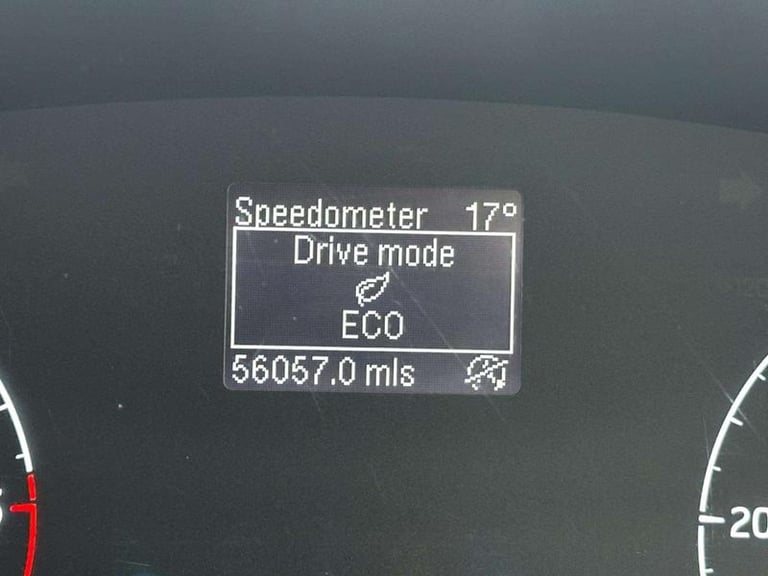 Speedometer 17°
Drive mode
ECO
56057.0 mls
20